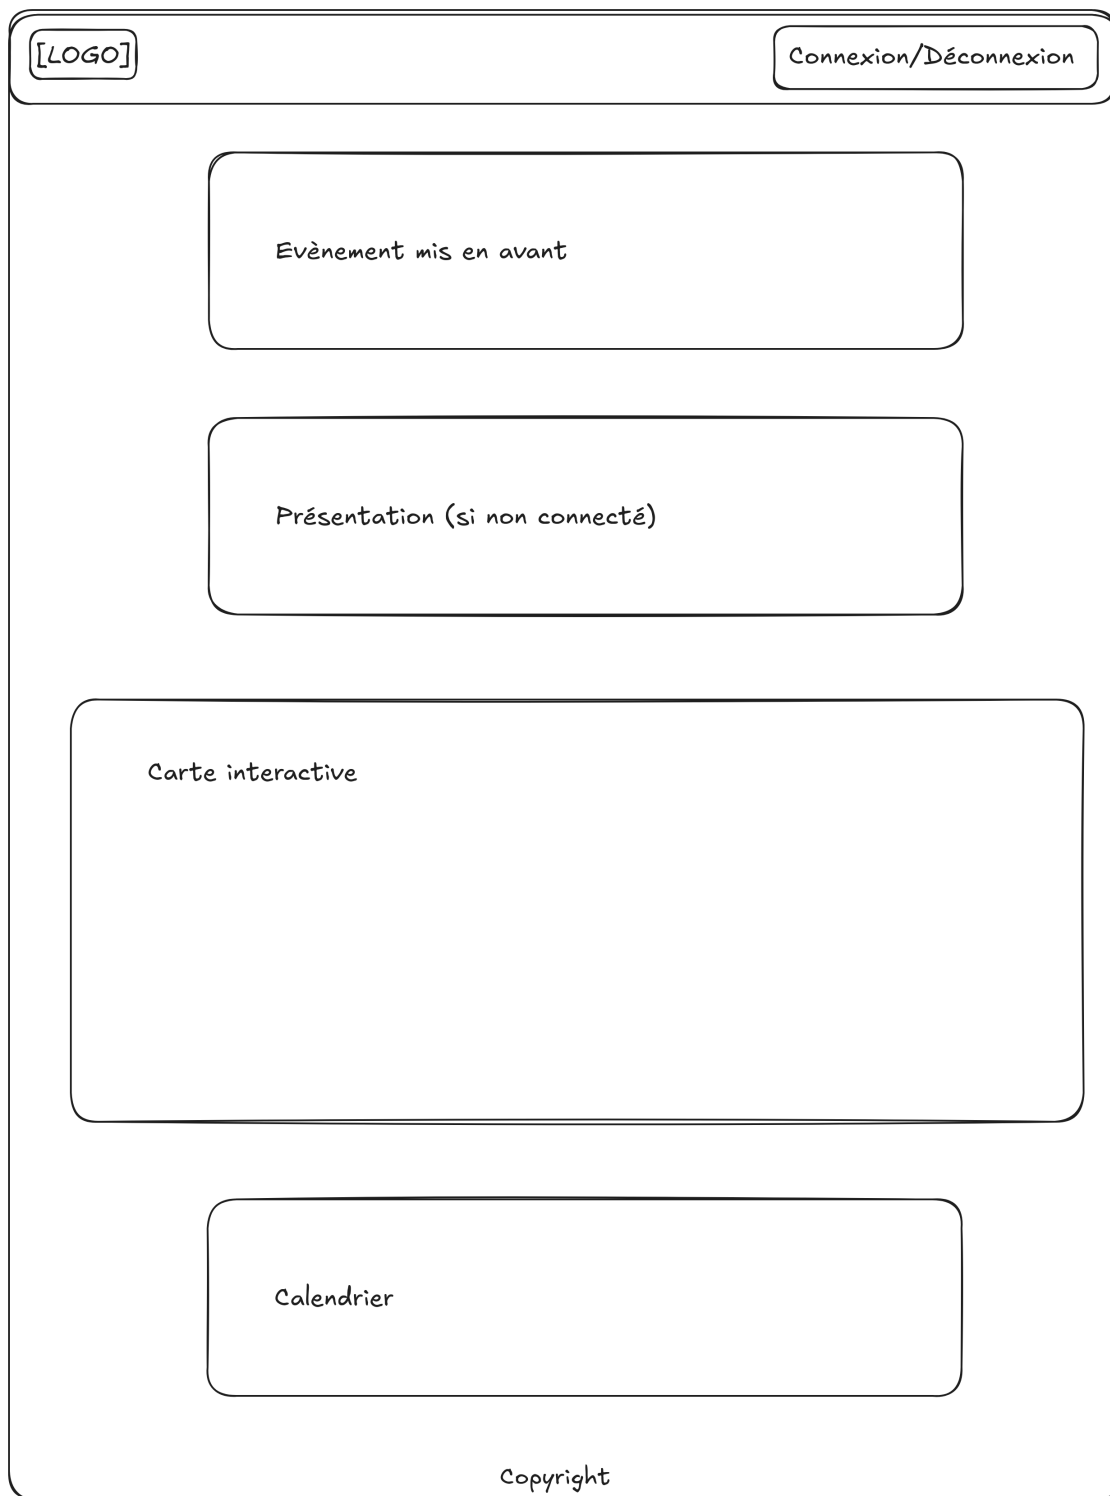 [LOGO]
Connexion/Déconnexion
Evènement mis en avant
Présentation (si non connecté)
Carte interactive
Calendrier
Copyright